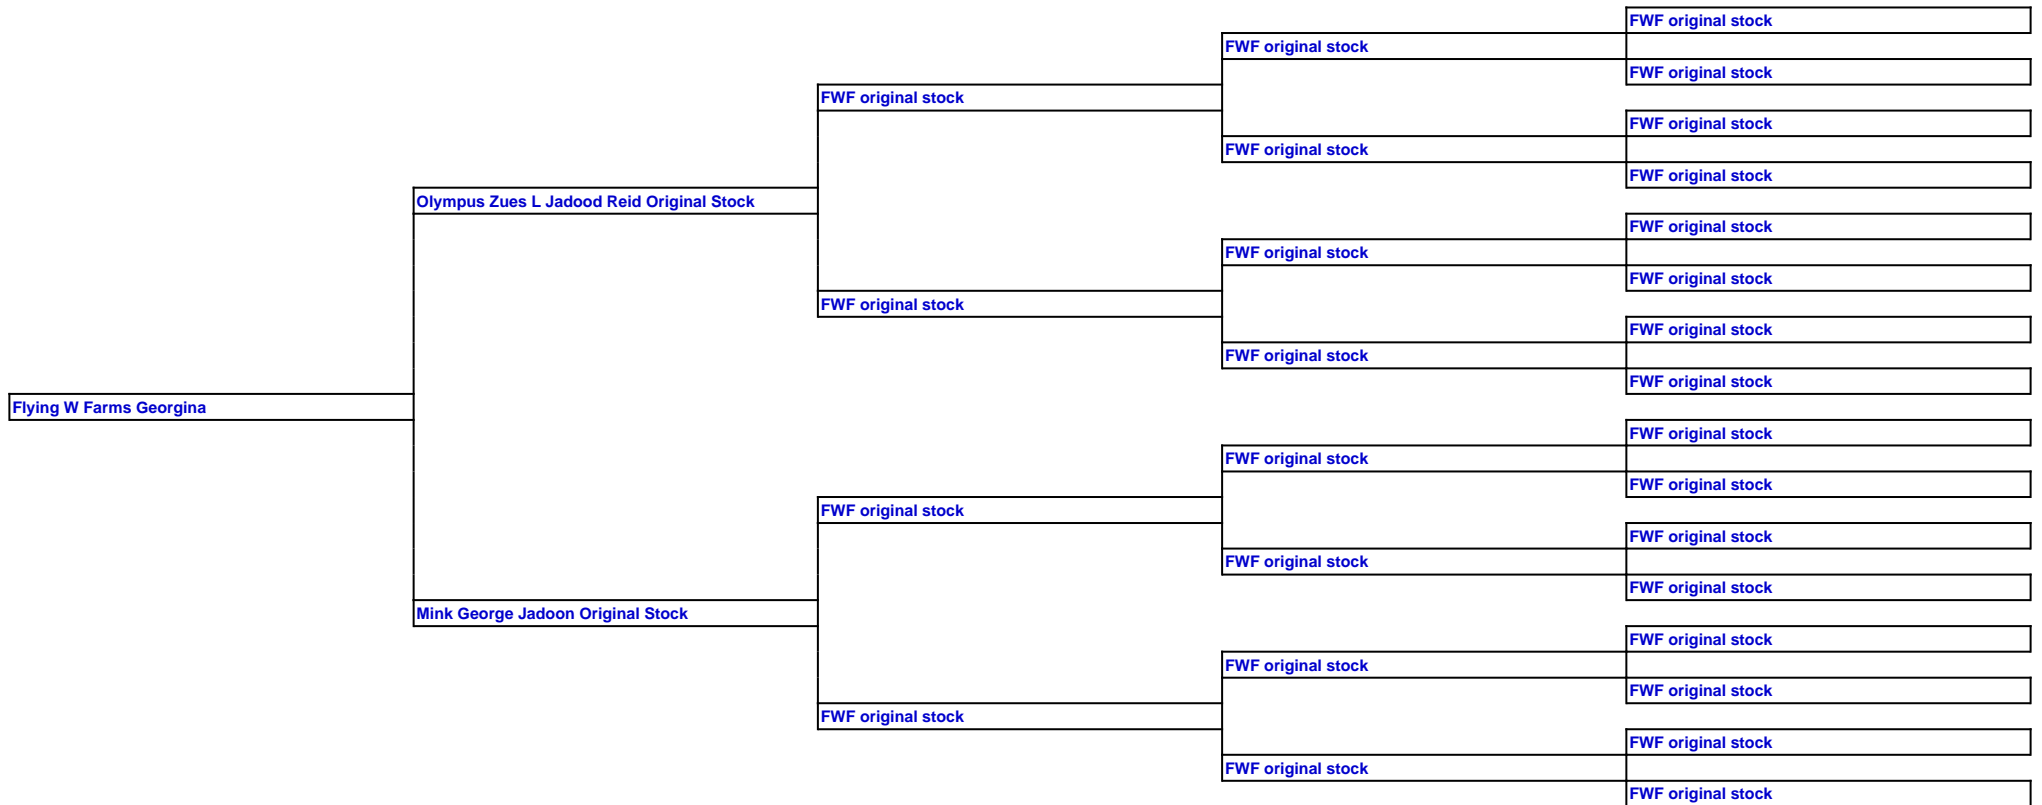 FWF original stock
FWF original stock
FWF original stock
FWF original stock
FWF original stock
FWF original stock
FWF original stock
Olympus Zues L Jadood Reid Original Stock
FWF original stock
FWF original stock
FWF original stock
FWF original stock
FWF original stock
FWF original stock
FWF original stock
Flying W Farms Georgina
FWF original stock
FWF original stock
FWF original stock
FWF original stock
FWF original stock
FWF original stock
FWF original stock
Mink George Jadoon Original Stock
FWF original stock
FWF original stock
FWF original stock
FWF original stock
FWF original stock
FWF original stock
FWF original stock